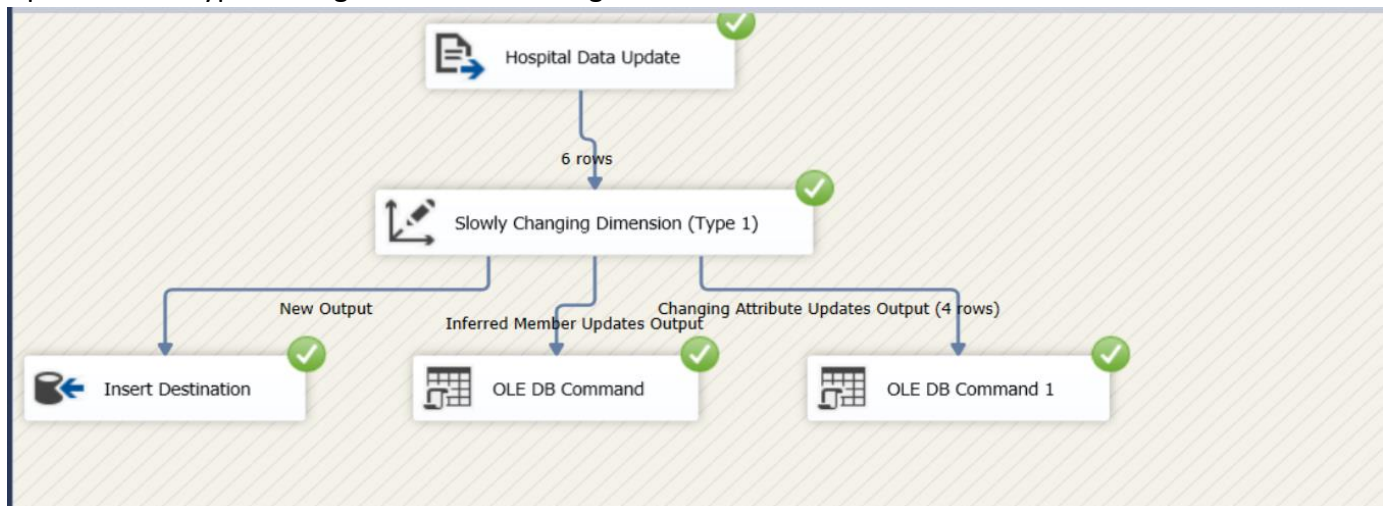 Hospital Data Update
6 rows
Slowly Changing Dimension (Type 1)
New Output
Inferred Member Updates Output
Changing Attribute Updates Output (4 rows)
Insert Destination
OLE DB Command
OLE DB Command 1